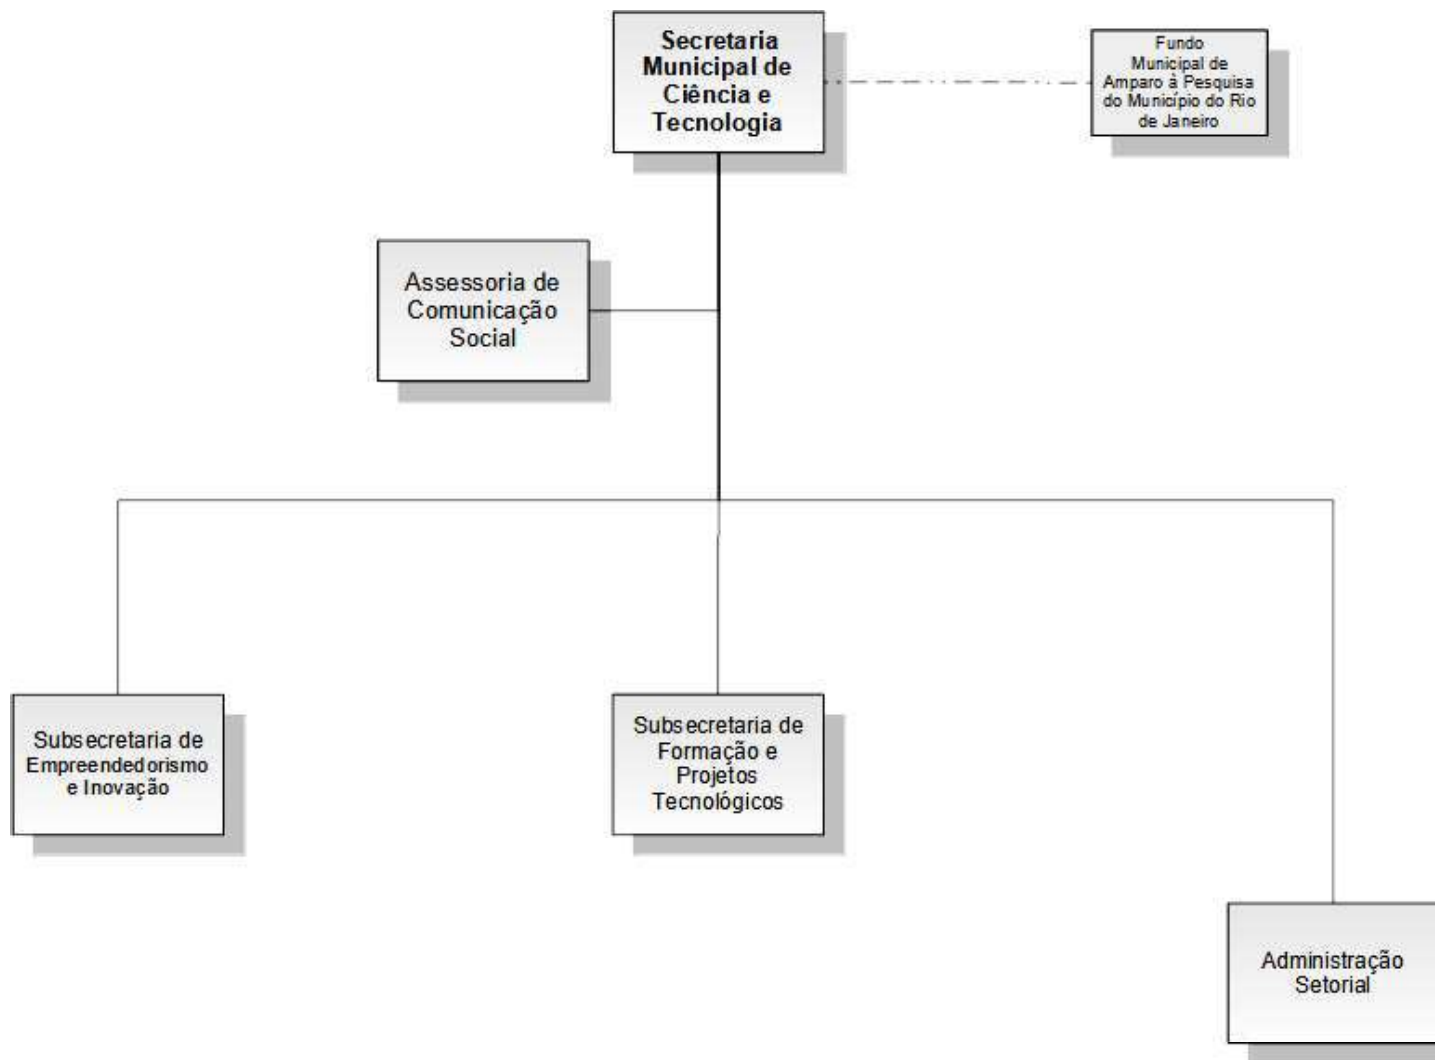 Secretaria
Municipal de
Ciência e
Tecnologia
Fundo
Municipal de
Amparo à Pesquisa
do Município do Rio
de Janeiro
Assessoria de
Comunicação
Social
Subsecretaria de
Empreendedorismo
e Inovação
Subsecretaria de
Formação e
Projetos
Tecnológicos
Administração
Setorial